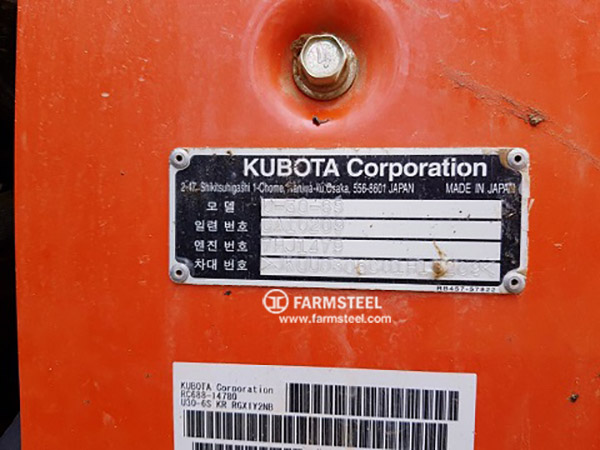 KUBOTA Corporation
2-47. Shikitsuhigashi 1-Chome, Naniwa-ku, Osaka, 556-8601 JAPAN MADE IN JAPAN
모델
일련 번호
엔진 번호
차대 번호
RB457-57822
FARMSTEEL
www.farmsteel.com
KUBOTA Corporation
RC688-14780
U30-6S KR RGX1Y2NB